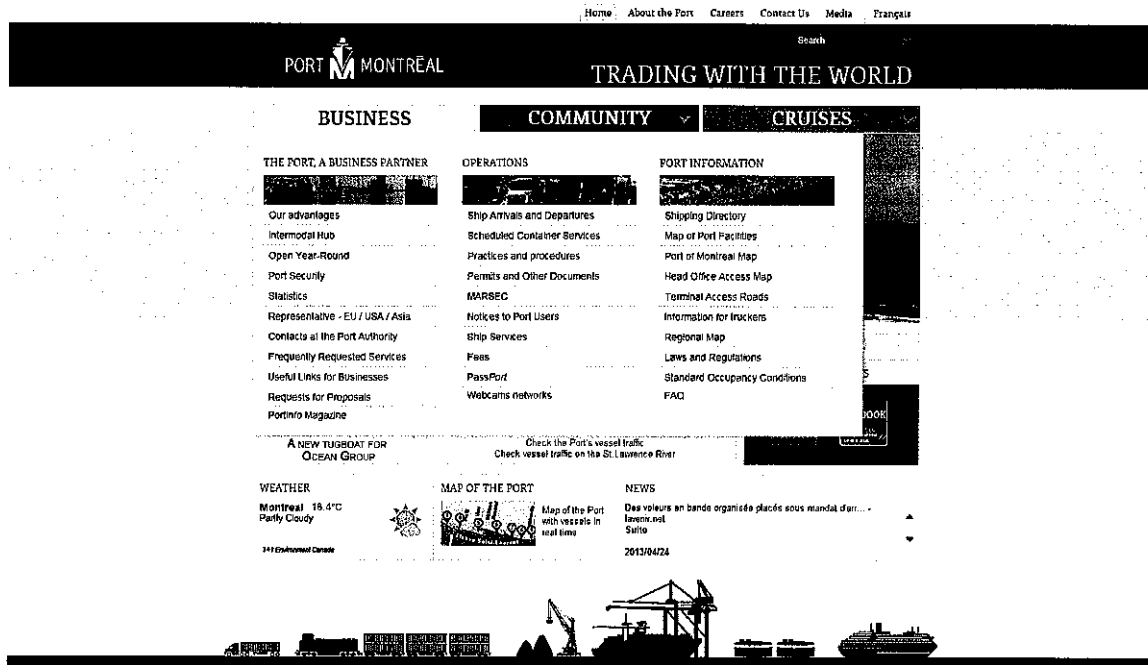 Home About the Port Careers Contact Us Media Français
Search
PORT MONTRÉAL
TRADING WITH THE WORLD
BUSINESS
COMMUNITY
CRUISES
THE PORT, A BUSINESS PARTNER
Our advantages
Intermodal Hub
Open Year-Round
Port Security
Statistics
Representative - EU / USA / Asia
Contacts at the Port Authority
Frequently Requested Services
Useful Links for Businesses
Requests for Proposals
PortInfo Magazine
OPERATIONS
Ship Arrivals and Departures
Scheduled Container Services
Practices and procedures
Permits and Other Documents
MARSEC
Notices to Port Users
Ship Services
Fees
PassPort
Webcams networks
PORT INFORMATION
Shipping Directory
Map of Port Facilities
Port of Montreal Map
Head Office Access Map
Terminal Access Roads
Information for truckers
Regional Map
Laws and Regulations
Standard Occupancy Conditions
FAQ
A NEW TUGBOAT FOR
OCEAN GROUP
Check the Port's vessel traffic
Check vessel traffic on the St.Lawrence River
WEATHER
Montreal 16.4°C
Partly Cloudy
Environment Canada
MAP OF THE PORT
Map of the Port
with vessels in
real time
NEWS
Des voleurs en bande organisée placés sous mandat d'arr... -
lavenir.net
Suite
2013/04/24